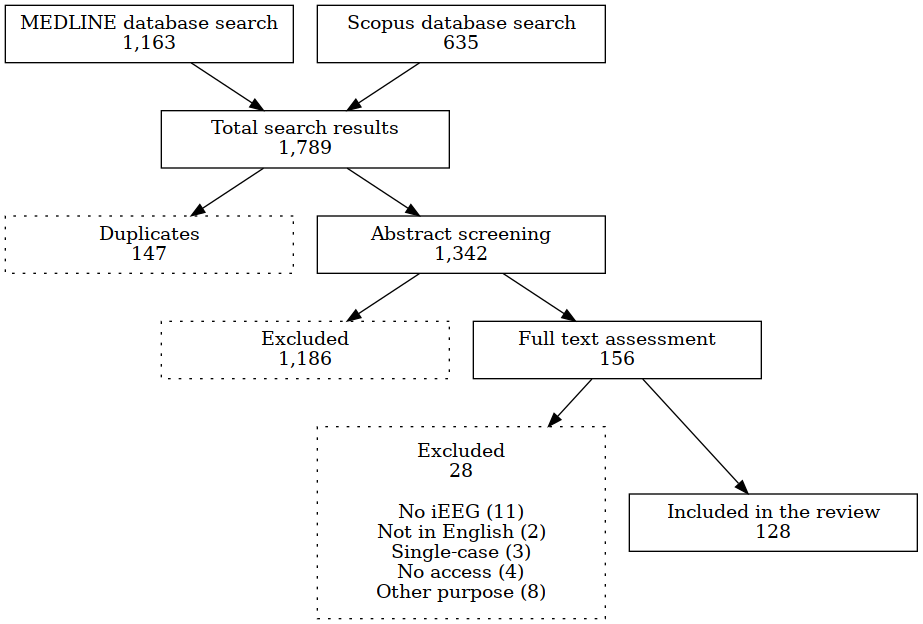 MEDLINE database search
1,163
Scopus database search
635
Total search results
1,789
Duplicates
147
Abstract screening
1,342
Excluded
1,186
Full text assessment
156
Excluded
28
No iEEG (11)
Not in English (2)
Single-case (3)
No access (4)
Other purpose (8)
Included in the review
128